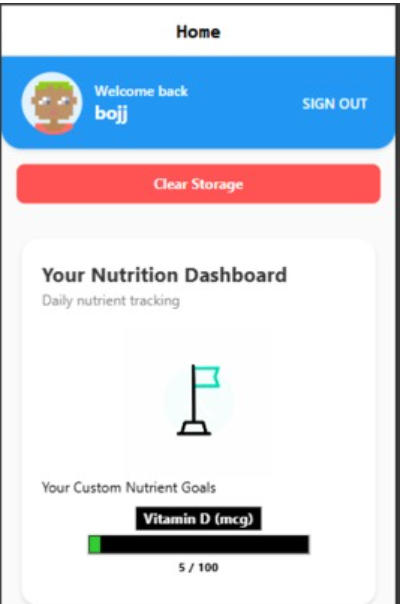 Home
Welcome back
bojj
SIGN OUT
Clear Storage
Your Nutrition Dashboard
Daily nutrient tracking
Your Custom Nutrient Goals
Vitamin D (mcg)
5 / 100